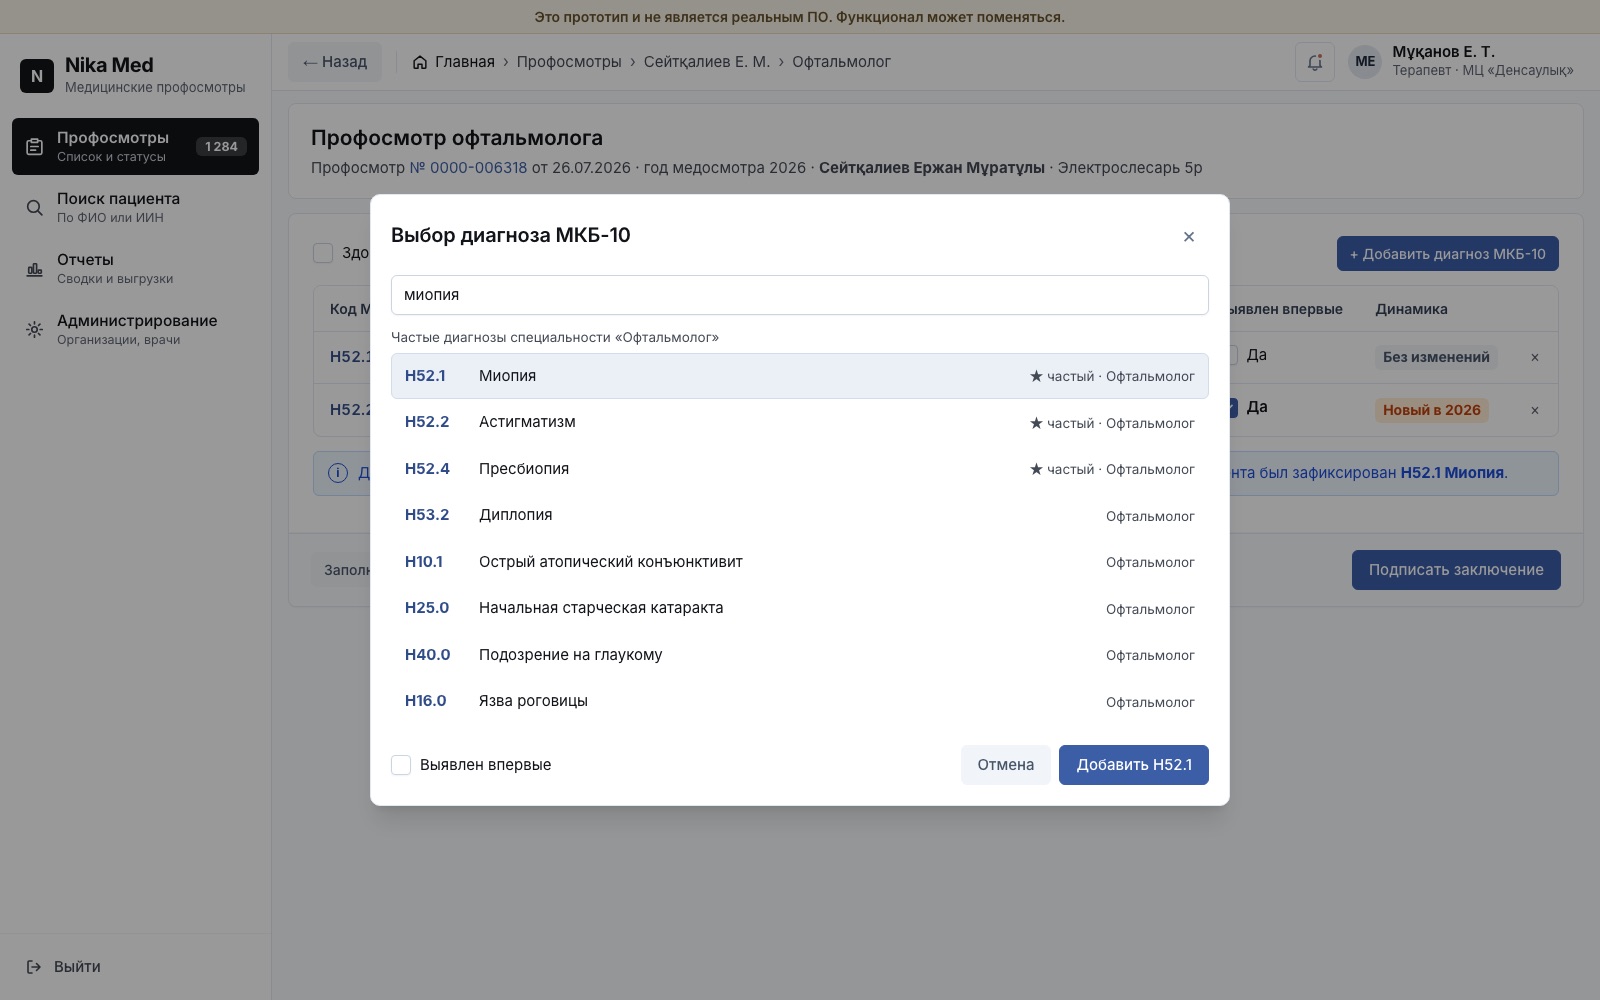 Это прототип и не является реальным ПО. Функционал может поменяться.
N
Nika Med
Медицинские профосмотры
Профосмотры
Список и статусы
1 284
Поиск пациента
По ФИО или ИИН
Отчеты
Сводки и выгрузки
Администрирование
Организации, врачи
Выйти
← Назад
Главная › Профосмотры › Сейтқалиев Е. М. › Офтальмолог
ME
Мұқанов Е. Т.
Терапевт · МЦ «Денсаулық»
Профосмотр офтальмолога
Профосмотр № 0000-006318 от 26.07.2026 · год медосмотра 2026 · Сейтқалиев Ержан Мұратұлы · Электрослесарь 5р
+ Добавить диагноз МКБ-10
Код
впервые Динамика
Да Без изменений ×
Да Новый в 2026 ×
был зафиксирован H52.1 Миопия.
Подписать заключение
Выбор диагноза МКБ-10
×
миопия
Частые диагнозы специальности «Офтальмолог»
H52.1 Миопия ★ частый · Офтальмолог
H52.2 Астигматизм ★ частый · Офтальмолог
H52.4 Пресбиопия ★ частый · Офтальмолог
H53.2 Диплопия Офтальмолог
H10.1 Острый атопический конъюнктивит Офтальмолог
H25.0 Начальная старческая катаракта Офтальмолог
H40.0 Подозрение на глаукому Офтальмолог
H16.0 Язва роговицы Офтальмолог
Выявлен впервые
Отмена
Добавить H52.1